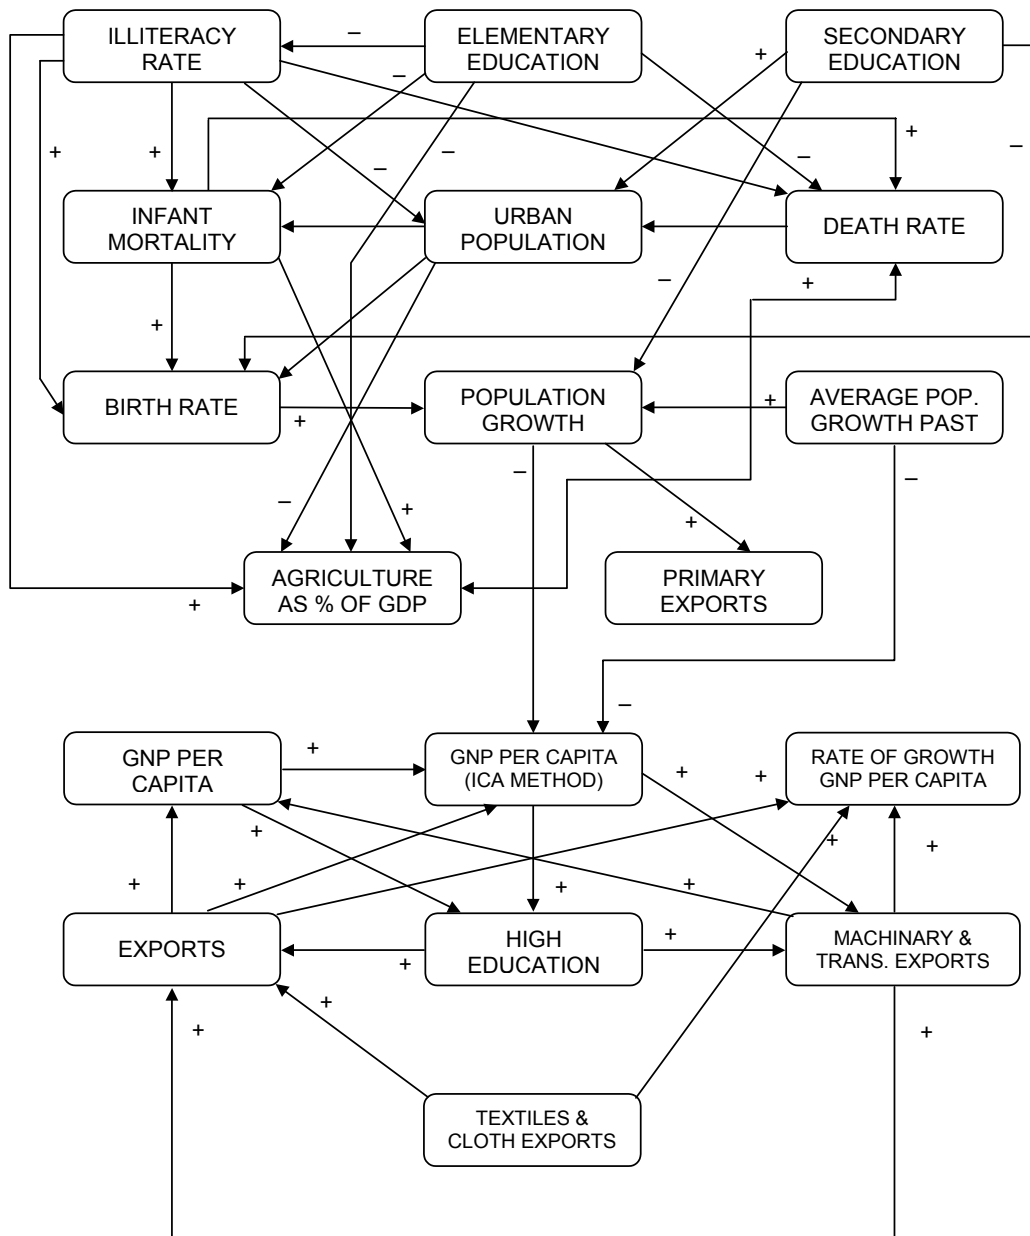 ILLITERACY
RATE
–
ELEMENTARY
EDUCATION
+
SECONDARY
EDUCATION
–
+
+
–
–
–
+
–
INFANT
MORTALITY
URBAN
POPULATION
DEATH RATE
+
–
+
BIRTH RATE
+
POPULATION
GROWTH
+
AVERAGE POP.
GROWTH PAST
–
–
–
+
+
AGRICULTURE
AS % OF GDP
PRIMARY
EXPORTS
+
–
GNP PER
CAPITA
+
GNP PER CAPITA
(ICA METHOD)
+
+
RATE OF GROWTH
GNP PER CAPITA
+
+
+
+
+
+
+
EXPORTS
+
HIGH
EDUCATION
+
MACHINARY &
TRANS. EXPORTS
+
+
+
TEXTILES &
CLOTH EXPORTS